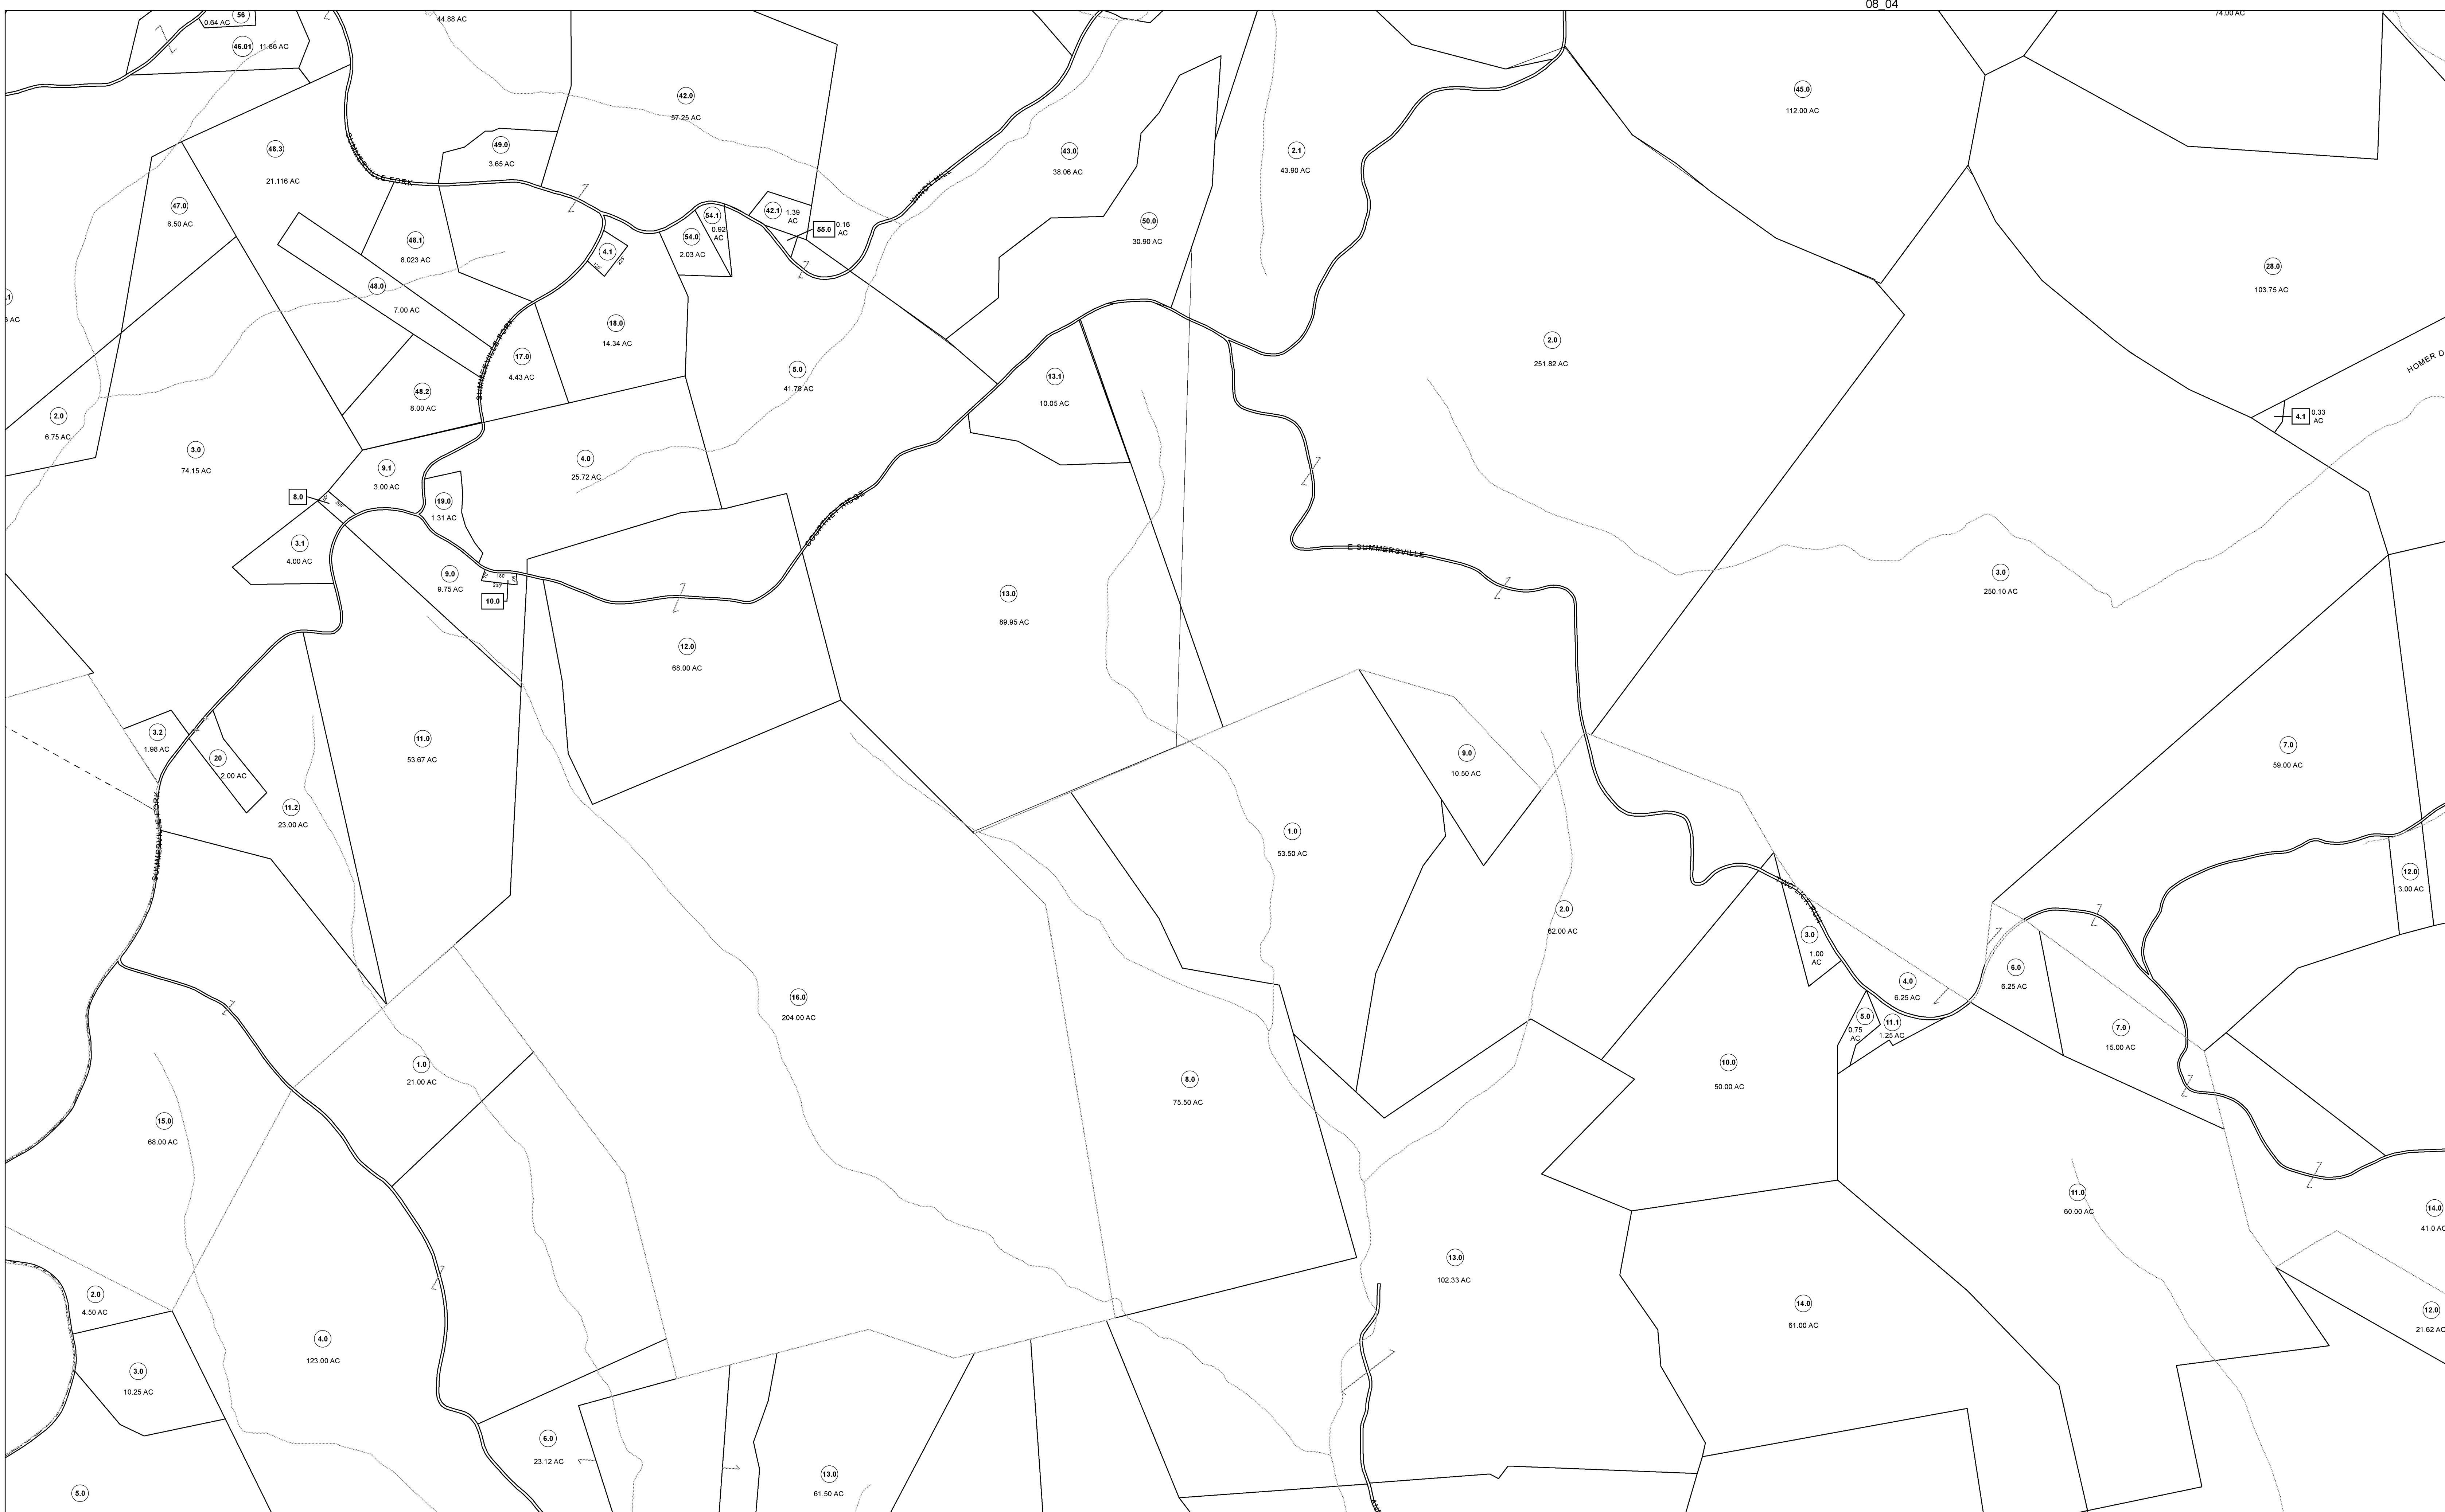 08_04
56
0.64 AC
44.88 AC
74.00 AC
46.01 11.66 AC
42.0
57.25 AC
45.0
112.00 AC
49.0
3.65 AC
48.3
21.116 AC
SUMMERVILLE FORK
43.0
38.06 AC
2.1
43.90 AC
WINDY HILL
47.0
8.50 AC
42.1 1.39
AC
54.1
0.92
AC
55.0 0.16
AC
50.0
30.90 AC
54.0
2.03 AC
48.1
8.023 AC
4.1
28.0
103.75 AC
48.0
7.00 AC
18.0
14.34 AC
2.0
251.82 AC
SUMMERVILLE FORK
17.0
4.43 AC
5.0
41.78 AC
13.1
10.05 AC
HOMER D
48.2
8.00 AC
4.1 0.33
AC
2.0
6.75 AC
3.0
74.15 AC
9.1
3.00 AC
4.0
25.72 AC
8.0
19.0
1.31 AC
COURTNEY RIDGE
3.1
4.00 AC
E SUMMERSVILLE
9.0
9.75 AC
180'
200'
10.0
3.0
250.10 AC
13.0
89.95 AC
12.0
68.00 AC
3.2
1.98 AC
20
2.00 AC
11.0
53.67 AC
9.0
10.50 AC
7.0
59.00 AC
11.2
23.00 AC
SUMMERVILLE FORK
1.0
53.50 AC
12.0
3.00 AC
2.0
62.00 AC
3.0
1.00
AC
4.0
6.25 AC
6.0
6.25 AC
5.0
0.75
AC
11.1
1.25 AC
7.0
15.00 AC
16.0
204.00 AC
1.0
21.00 AC
8.0
75.50 AC
10.0
50.00 AC
15.0
68.00 AC
11.0
60.00 AC
14.0
41.0 AC
13.0
102.33 AC
2.0
4.50 AC
14.0
61.00 AC
12.0
21.62 AC
4.0
123.00 AC
3.0
10.25 AC
6.0
23.12 AC
13.0
61.50 AC
5.0